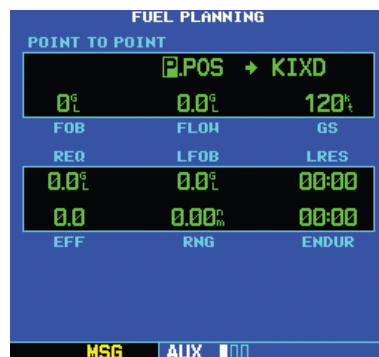 FUEL PLANNING
POINT TO POINT
P.POS → KIXD
0GL 0.0GL 120kt
FOB FLOW GS
REQ LFOB LRES
0.0GL 0.0GL 00:00
0.0 0.00nm 00:00
EFF RNG ENDUR
MSG AUX